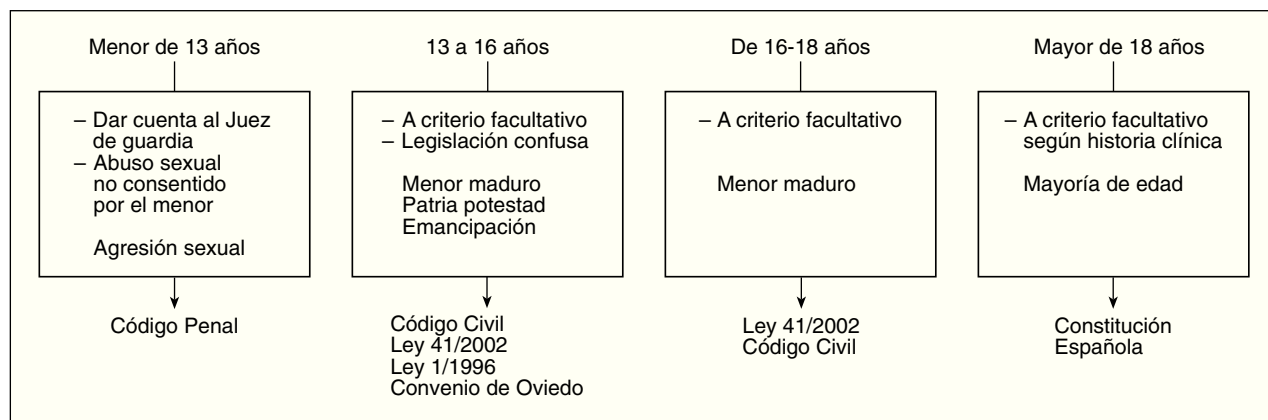 Menor de 13 años
– Dar cuenta al Juez
de guardia
– Abuso sexual
no consentido
por el menor
Agresión sexual
Código Penal
13 a 16 años
– A criterio facultativo
– Legislación confusa
Menor maduro
Patria potestad
Emancipación
Código Civil
Ley 41/2002
Ley 1/1996
Convenio de Oviedo
De 16-18 años
– A criterio facultativo
Menor maduro
Ley 41/2002
Código Civil
Mayor de 18 años
– A criterio facultativo
según historia clínica
Mayoría de edad
Constitución
Española